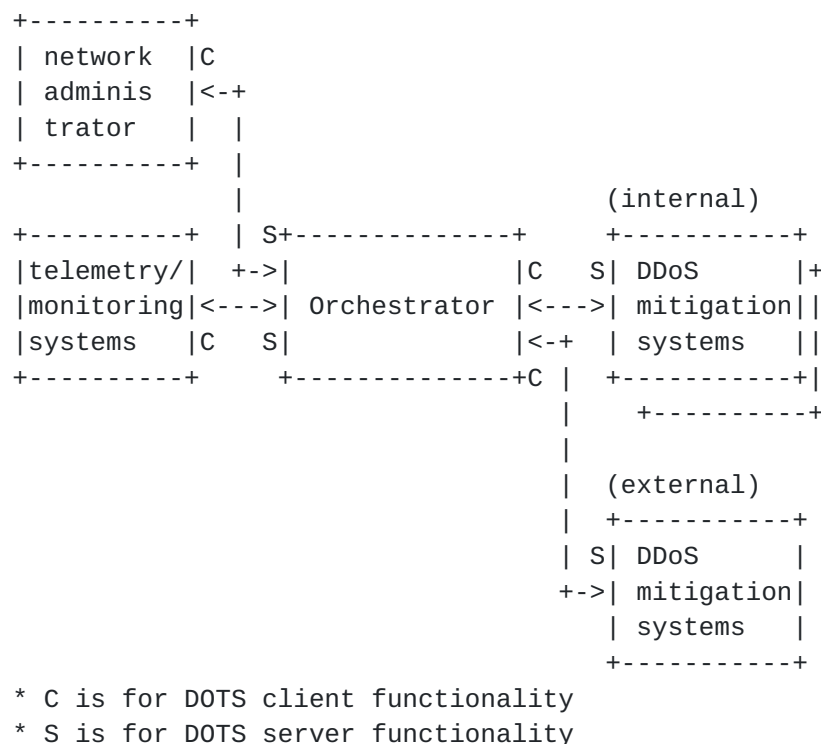 +----------+
| network  |C
| adminis  |<-+
| trator   |  |
+----------+  |
              |                       (internal)
+----------+  | S+--------------+     +-----------+
|telemetry/|  +->|              |C   S| DDoS      |+
|monitoring|<--->| Orchestrator |<--->| mitigation||
|systems   |C   S|              |<-+  | systems   ||
+----------+     +--------------+C |  +-----------+|
                                   |    +----------+
                                   |
                                   |  (external)
                                   |  +-----------+
                                   | S| DDoS      |
                                   +->| mitigation|
                                      | systems   |
                                      +-----------+
* C is for DOTS client functionality
* S is for DOTS server functionality